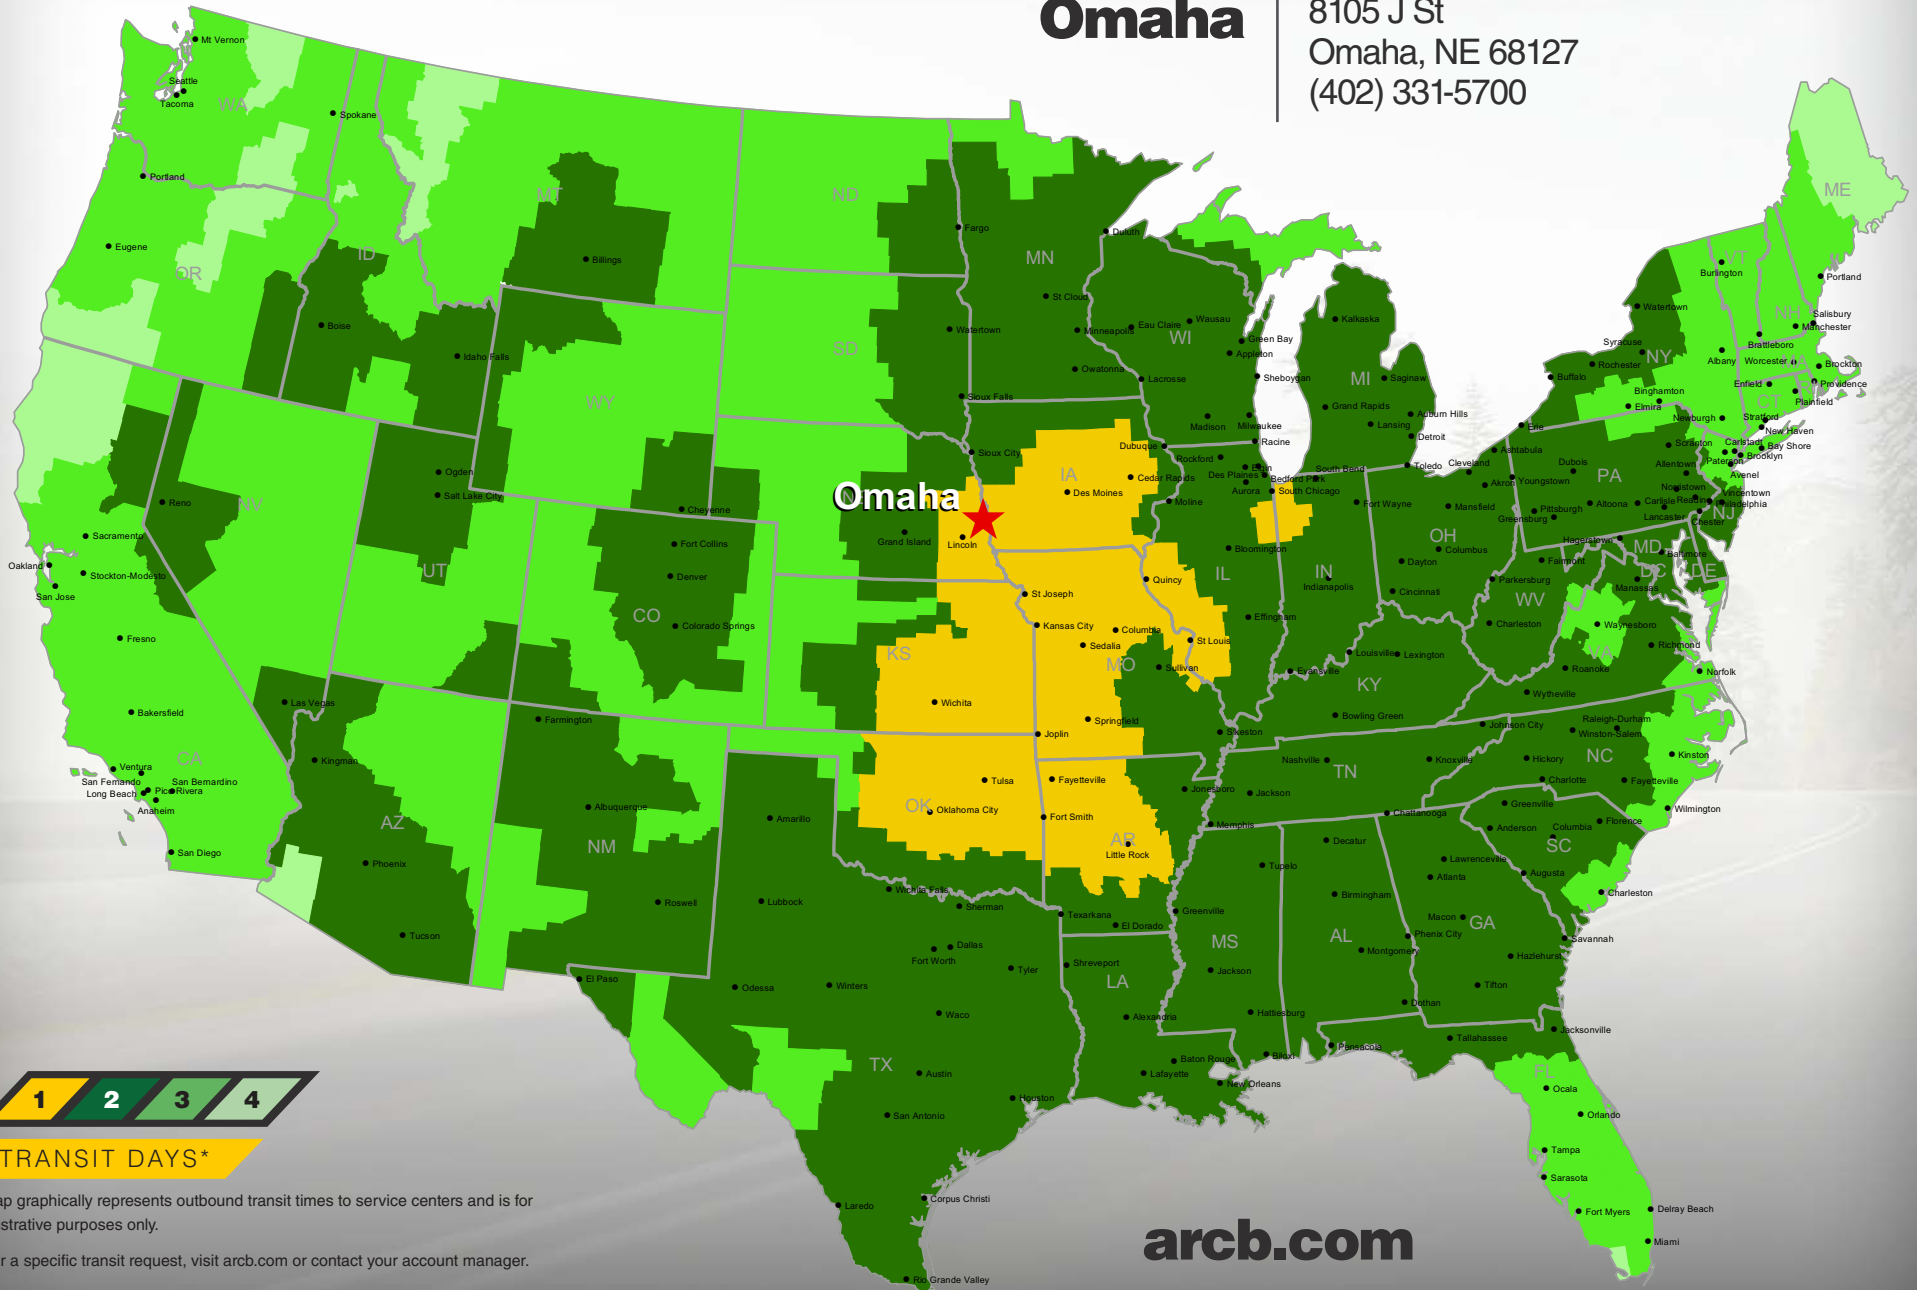 Omaha
8105 J St
Omaha, NE 68127
(402) 331-5700
Mt Vernon
Seattle
Tacoma
WA
Spokane
Portland
Eugene
OR
ID
Boise
Idaho Falls
MT
Billings
ND
Fargo
MN
Duluth
St Cloud
Minneapolis
Owatonna
Watertown
SD
Sioux Falls
WY
Cheyenne
Eau Claire
Wausau
WI
Green Bay
Appleton
Sheboygan
Lacrosse
Madison
Milwaukee
Racine
Kalkaska
MI
Saginaw
Grand Rapids
Lansing
Auburn Hills
Detroit
ME
VT
Burlington
Portland
NH
Salisbury
Manchester
Brattleboro
Watertown
Syracuse
NY
Rochester
Buffalo
Albany
Worcester
Brockton
Enfield
Providence
CT
Plainfield
Binghamton
Elmira
Newburgh
Stratford
New Haven
Erie
Scranton
Carlstadt
Bay Shore
Paterson
Brooklyn
Avenel
Ashtabula
Dubois
PA
Allentown
Norristown
Vincentown
Philadelphia
Reading
Carlisle
Lancaster
Chester
NJ
Toledo
Cleveland
Akron
Youngstown
Pittsburgh
Greensburg
Altoona
Mansfield
OH
Columbus
Dayton
Cincinnati
Hagerstown
MD
Baltimore
DC
DE
Manassas
Fairmont
Parkersburg
WV
Charleston
Waynesboro
VA
Richmond
Roanoke
Norfolk
Wytheville
Sioux City
IA
Dubuque
Cedar Rapids
Des Moines
Rockford
Elgin
Des Plaines
Bedford Park
Aurora
South Chicago
South Bend
Moline
Fort Wayne
Bloomington
IL
IN
Indianapolis
Quincy
Effingham
Evansville
Louisville
Lexington
KY
Bowling Green
Omaha
Grand Island
Lincoln
St Joseph
Kansas City
Columbia
Sedalia
MO
St Louis
Sullivan
Springfield
Joplin
Sikeston
KS
Wichita
Reno
NV
Ogden
Salt Lake City
UT
Fort Collins
Denver
CO
Colorado Springs
Sacramento
Oakland
Stockton-Modesto
San Jose
Fresno
Bakersfield
Las Vegas
CA
Ventura
San Fernando
San Bernardino
Long Beach
Pico Rivera
Anaheim
San Diego
Kingman
AZ
Phoenix
Tucson
Farmington
Albuquerque
NM
Roswell
Tulsa
OK
Oklahoma City
Fayetteville
Fort Smith
AR
Little Rock
Jonesboro
Memphis
Nashville
TN
Jackson
Knoxville
Johnson City
Chattanooga
Raleigh-Durham
Winston-Salem
Hickory
NC
Kinston
Charlotte
Fayetteville
Wilmington
Greenville
Anderson
Columbia
Florence
SC
Charleston
Augusta
Amarillo
Lubbock
Wichita Falls
Sherman
Dallas
Fort Worth
Tyler
El Paso
Odessa
Winters
Waco
TX
Austin
San Antonio
Houston
Laredo
Corpus Christi
Rio Grande Valley
Texarkana
El Dorado
Greenville
Shreveport
LA
Alexandria
Baton Rouge
Lafayette
New Orleans
Tupelo
MS
Jackson
Hattiesburg
Biloxi
Decatur
Birmingham
AL
Montgomery
Dothan
Lawrenceville
Atlanta
Macon
GA
Phenix City
Savannah
Hazlehurst
Tifton
Pensacola
Tallahassee
Jacksonville
FL
Ocala
Orlando
Tampa
Sarasota
Fort Myers
Delray Beach
Miami
1 2 3 4
TRANSIT DAYS*
ap graphically represents outbound transit times to service centers and is for
strative purposes only.
r a specific transit request, visit arcb.com or contact your account manager.
arcb.com